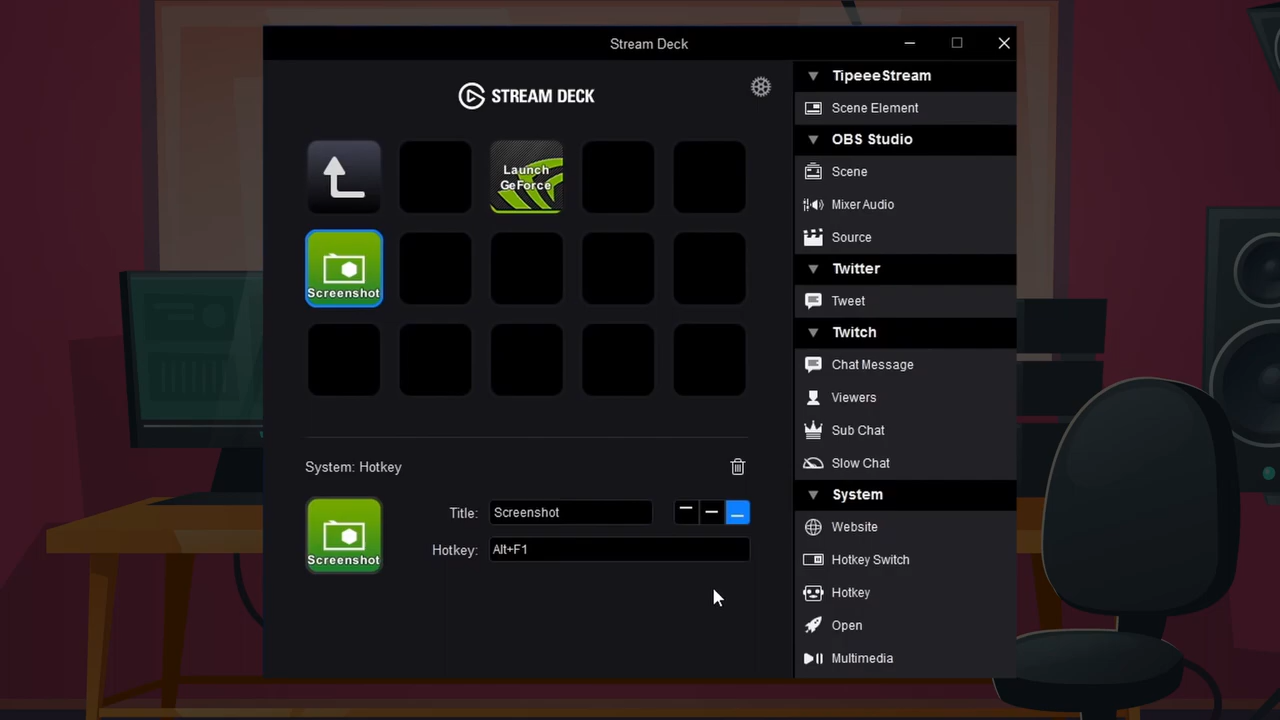 Stream Deck
STREAM DECK
Launch
GeForce
Screenshot
System: Hotkey
Screenshot
Title:
Screenshot
Hotkey:
Alt+F1
TipeeeStream
Scene Element
OBS Studio
Scene
Mixer Audio
Source
Twitter
Tweet
Twitch
Chat Message
Viewers
Sub Chat
Slow Chat
System
Website
Hotkey Switch
Hotkey
Open
Multimedia